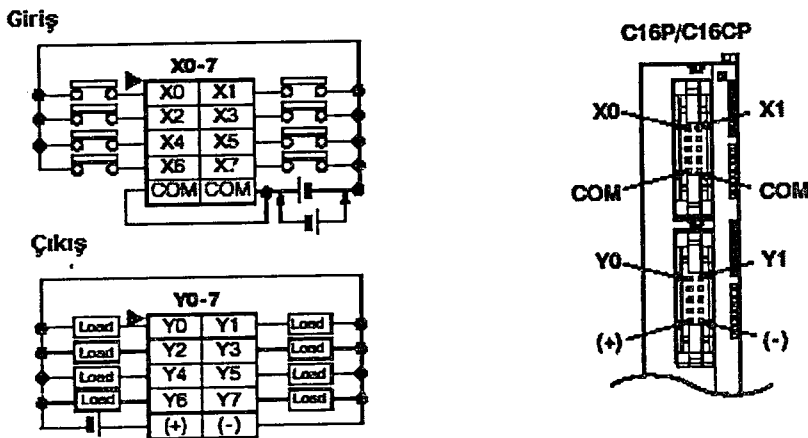 Giriş
X0-7
X0 X1
X2 X3
X4 X5
X6 X7
COM COM
Çıkış
Y0-7
Load Y0 Y1 Load
Load Y2 Y3 Load
Load Y4 Y5 Load
Load Y6 Y7 Load
(+) (-)
C16P/C16CP
X0 X1
COM COM
Y0 Y1
(+) (-)